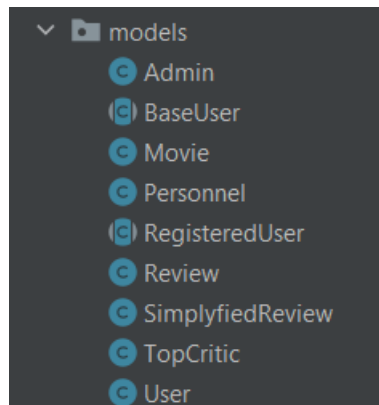 models
Admin
BaseUser
Movie
Personnel
RegisteredUser
Review
SimplyfiedReview
TopCritic
User